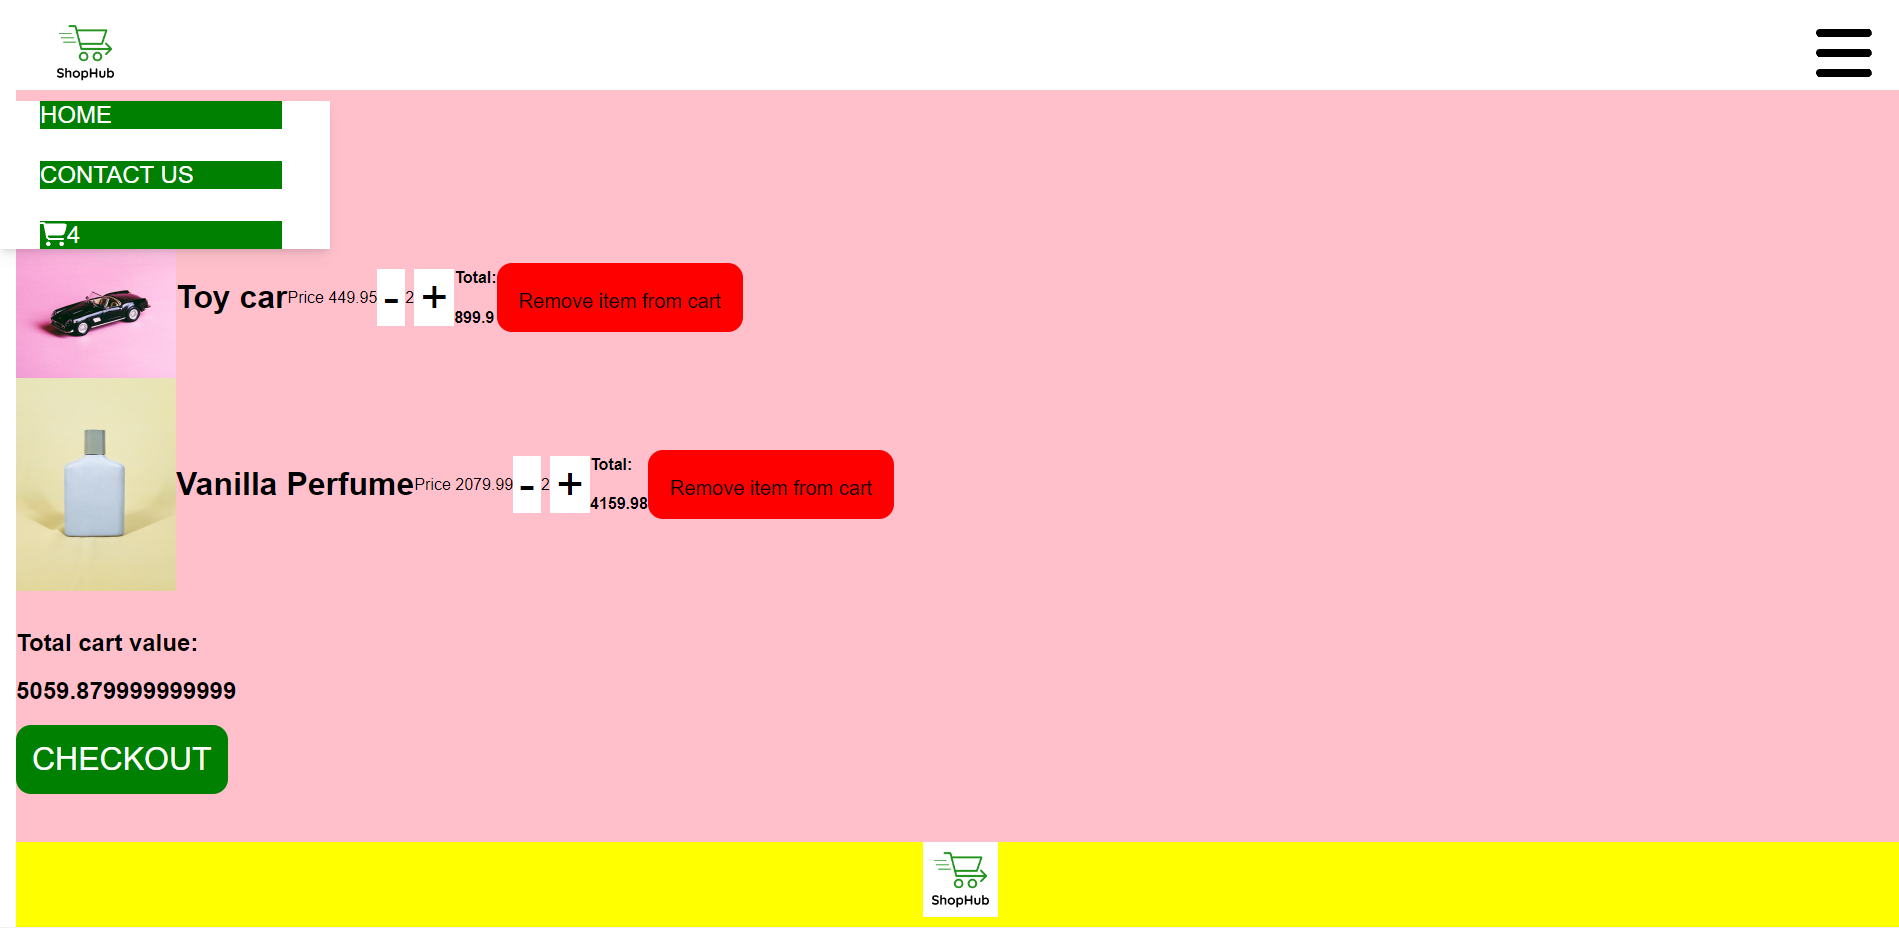 ShopHub
HOME
CONTACT US
4
Toy car Price 449.95 - 2 + Total: 899.9 Remove item from cart
Vanilla Perfume Price 2079.99 - 2 + Total: 4159.98 Remove item from cart
Total cart value:
5059.879999999999
CHECKOUT
ShopHub